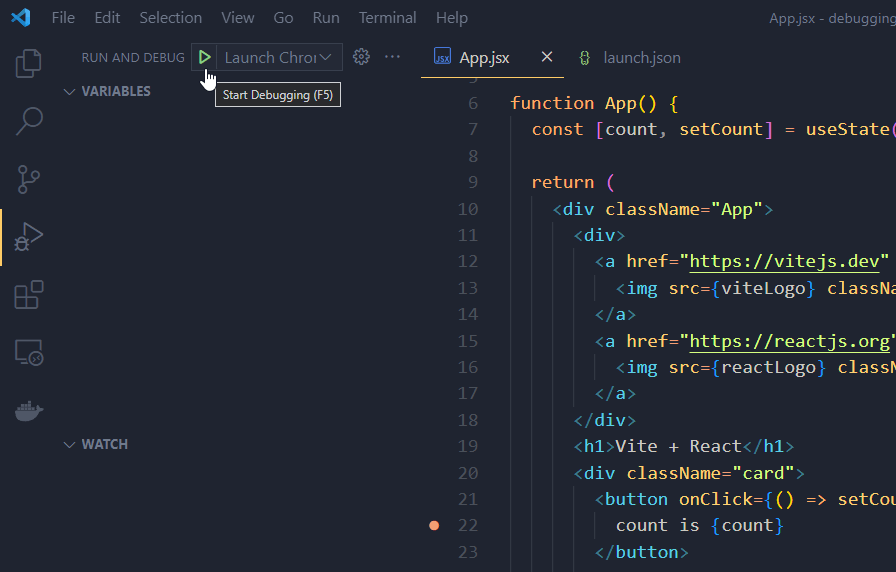 File Edit Selection View Go Run Terminal Help App.jsx - debugging
RUN AND DEBUG Launch Chro
App.jsx
launch.json
VARIABLES
Start Debugging (F5)
WATCH
6 function App() {
7 const [count, setCount] = useState(
8
9 return (
10 <div className="App">
11 <div>
12 <a href="https://vitejs.dev"
13 <img src={viteLogo} classNa
14 </a>
15 <a href="https://reactjs.org"
16 <img src={reactLogo} classN
17 </a>
18 </div>
19 <h1>Vite + React</h1>
20 <div className="card">
21 <button onClick={() => setCou
22 count is {count}
23 </button>